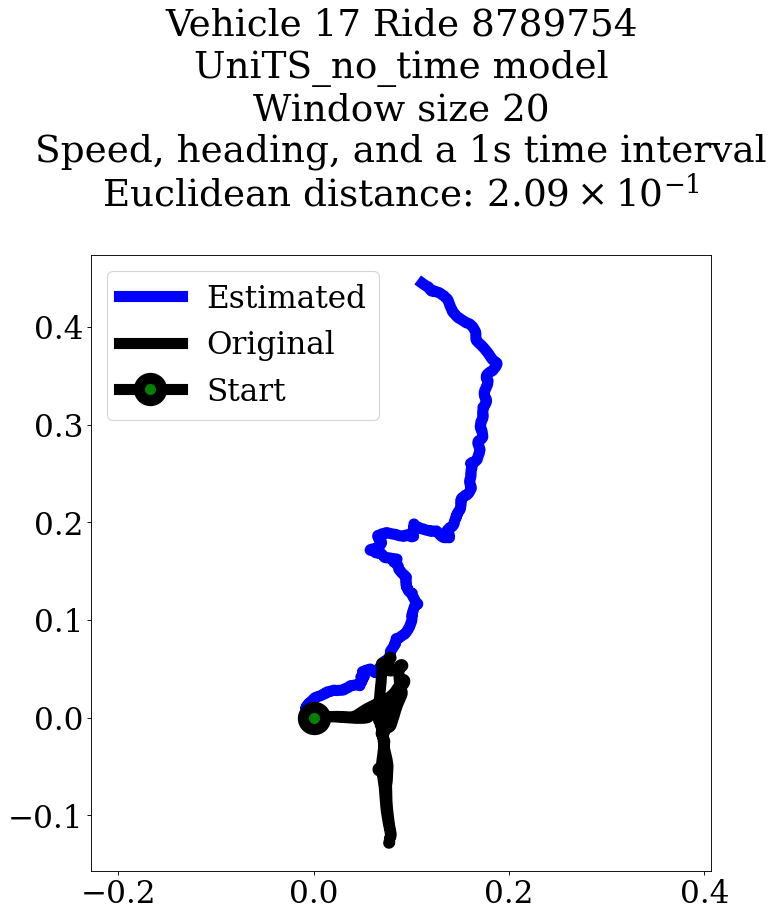 Vehicle 17 Ride 8789754
UniTS_no_time model
Window size 20
Speed, heading, and a 1s time interval
Euclidean distance: 2.09 × 10⁻¹
Estimated
Original
Start
0.4
0.3
0.2
0.1
0.0
−0.1
−0.2 0.0 0.2 0.4